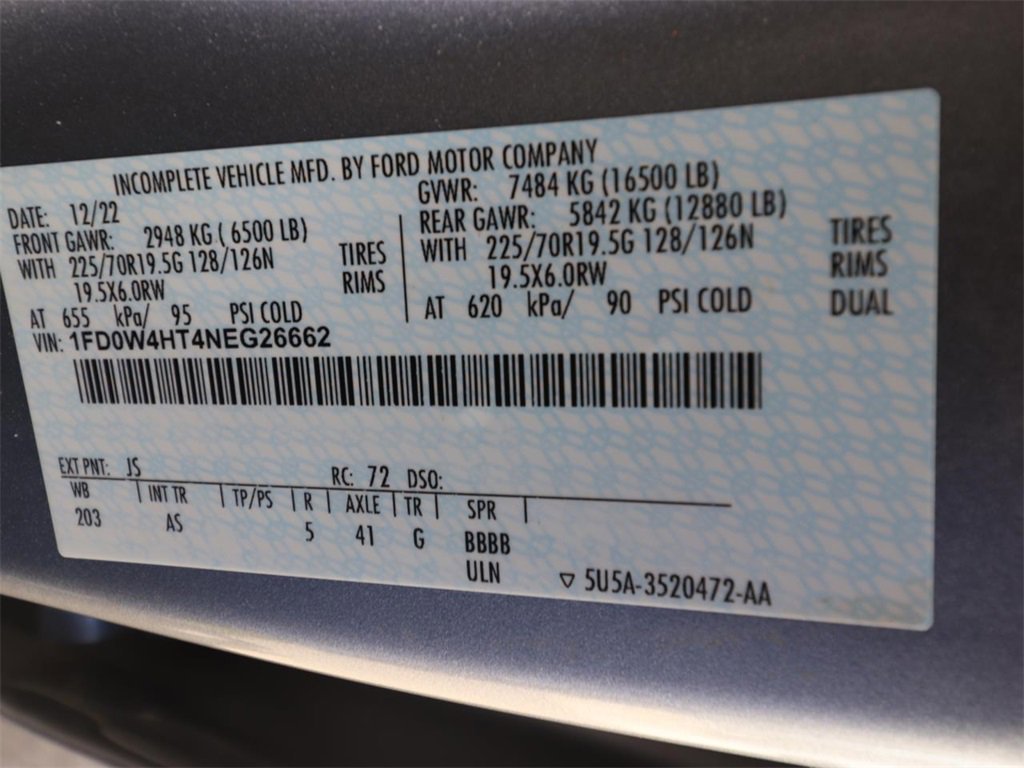 INCOMPLETE VEHICLE MFD. BY FORD MOTOR COMPANY
DATE: 12/22
FRONT GAWR: 2948 KG ( 6500 LB)
WITH 225/70R19.5G 128/126N TIRES
19.5X6.0RW RIMS
AT 655 kPa/ 95 PSI COLD
GVWR: 7484 KG (16500 LB)
REAR GAWR: 5842 KG (12880 LB)
WITH 225/70R19.5G 128/126N TIRES
19.5X6.0RW RIMS
AT 620 kPa/ 90 PSI COLD DUAL
VIN: 1FD0W4HT4NEG26662
EXT PNT: JS RC: 72 DSO:
WB INT TR TP/PS R AXLE TR SPR
203 AS 5 41 G BBBB
ULN
▽ 5U5A-3520472-AA